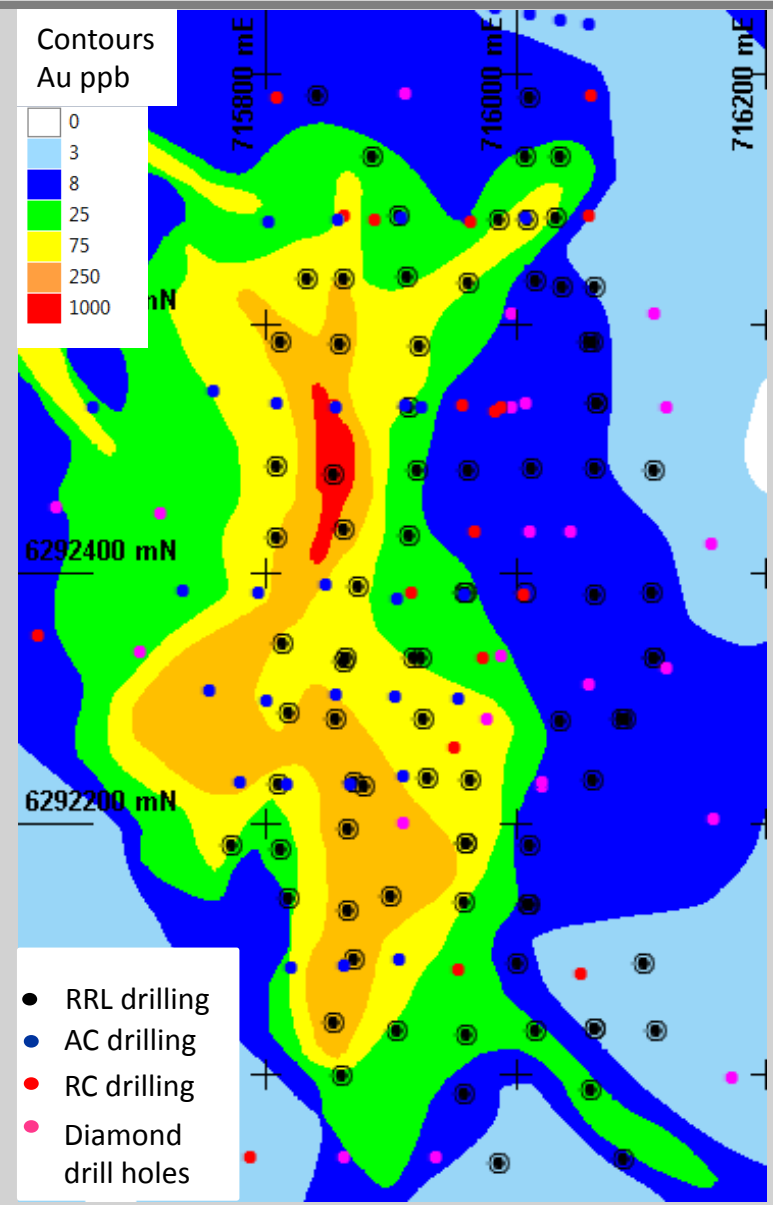 Contours
Au ppb
0
3
8
25
75
250
1000
715800 mE
716000 mE
716200 mE
mN
6292400 mN
6292200 mN
RRL drilling
AC drilling
RC drilling
Diamond
drill holes